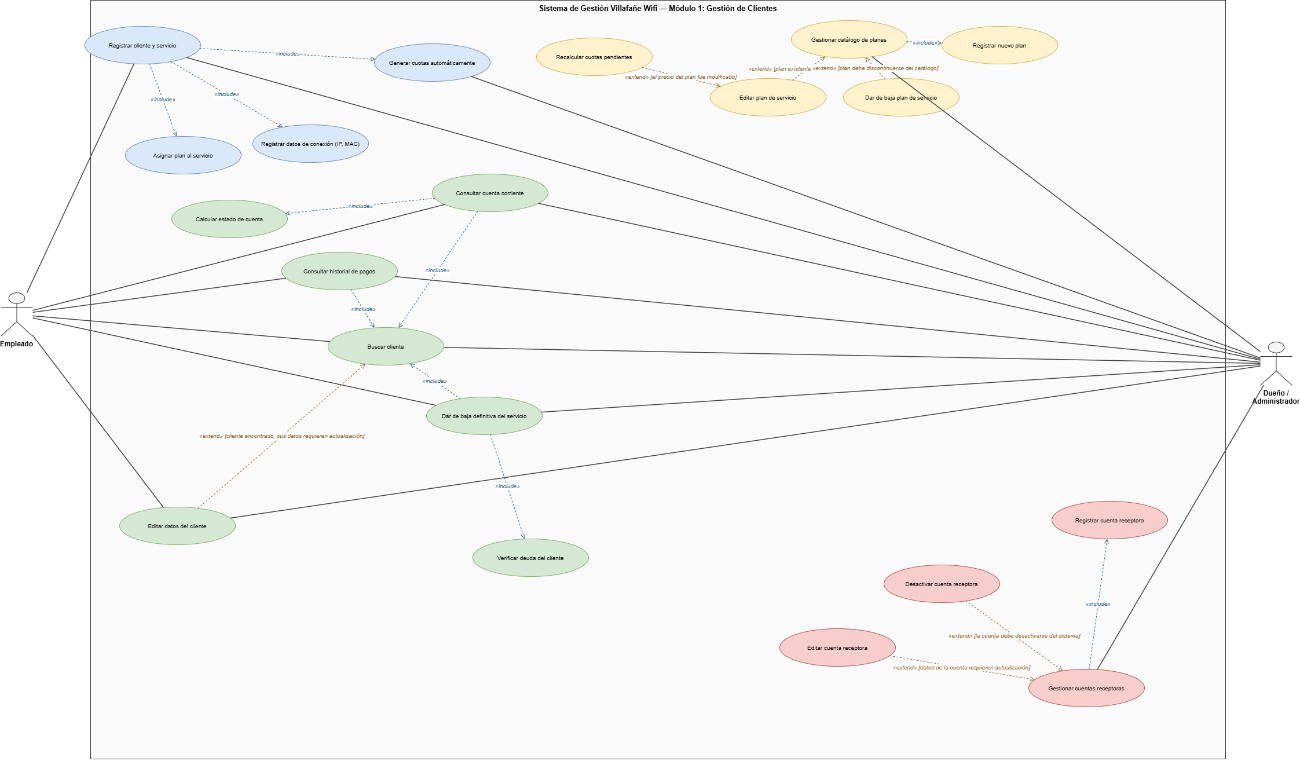 Sistema de Gestión Villafañe Wifi — Módulo 1: Gestión de Clientes
Registrar cliente y servicio
«include»
Generar cuotas automáticamente
«include»
«include»
Asignar plan al servicio
Registrar datos de conexión (IP, MAC)
Recalcular cuotas pendientes
«extend» [el precio del plan fue modificado]
Gestionar catálogo de planes
«include»
Registrar nuevo plan
«extend» [plan existente
«extend» [plan debe discontinuarse del catálogo]
Editar plan de servicio
Dar de baja plan de servicio
Consultar cuenta corriente
«include»
Calcular estado de cuenta
«include»
Consultar historial de pagos
«include»
Empleado
Buscar cliente
«include»
Dueño /
Administrador
Dar de baja definitiva del servicio
«extend» [cliente encontrado, sus datos requieren actualización]
«include»
Editar datos del cliente
Verificar deuda del cliente
Registrar cuenta receptora
Desactivar cuenta receptora
«include»
«extend» [la cuenta debe desactivarse del sistema]
Editar cuenta receptora
«extend» [datos de la cuenta requieren actualización]
Gestionar cuentas receptoras